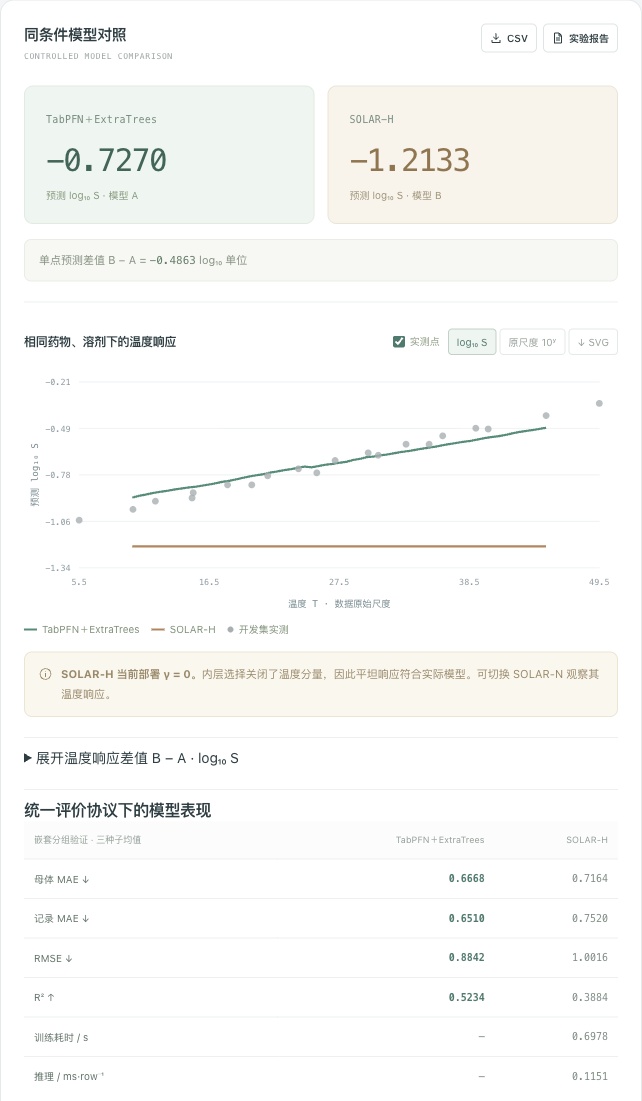 同条件模型对照
CONTROLLED MODEL COMPARISON
CSV
实验报告
TabPFN+ExtraTrees
−0.7270
预测 log₁₀ S · 模型 A
SOLAR-H
−1.2133
预测 log₁₀ S · 模型 B
单点预测差值 B − A = −0.4863 log₁₀ 单位
相同药物、溶剂下的温度响应
实测点
log₁₀ S
原尺度 10ʸ
↓ SVG
预测 log₁₀ S
−0.21
−0.49
−0.78
−1.06
−1.34
5.5
16.5
27.5
38.5
49.5
温度 T · 数据原始尺度
TabPFN+ExtraTrees
SOLAR-H
开发集实测
SOLAR-H 当前部署 γ = 0。内层选择关闭了温度分量，因此平坦响应符合实际模型。可切换 SOLAR-N 观察其
温度响应。
展开温度响应差值 B − A · log₁₀ S
统一评价协议下的模型表现
嵌套分组验证 · 三种子均值 TabPFN+ExtraTrees SOLAR-H
母体 MAE ↓ 0.6668 0.7164
记录 MAE ↓ 0.6510 0.7520
RMSE ↓ 0.8842 1.0016
R² ↑ 0.5234 0.3884
训练耗时 / s — 0.6978
推理 / ms·row⁻¹ — 0.1151